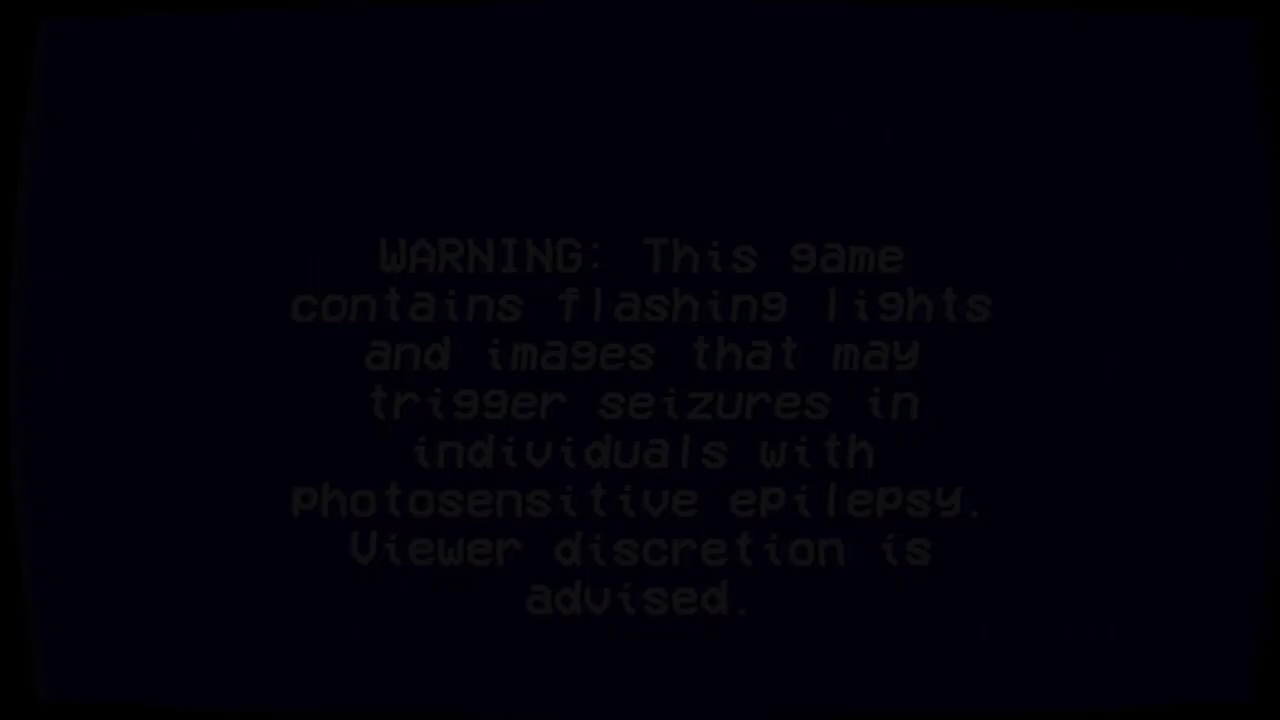 WARNING: This game
contains flashing lights
and images that may
trigger seizures in
individuals with
photosensitive epilepsy.
Viewer discretion is
advised.